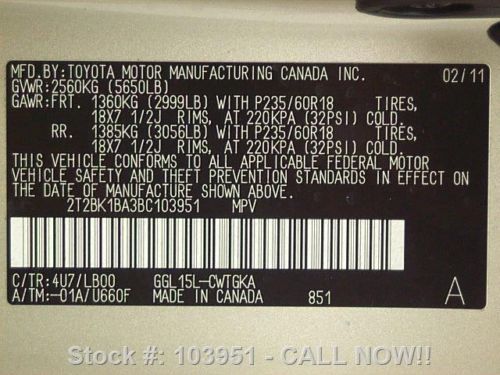 MFD.BY:TOYOTA MOTOR MANUFACTURING CANADA INC. 02/11
GVWR:2560KG (5650LB)
GAWR:FRT. 1360KG (2999LB) WITH P235/60R18 TIRES,
18X7 1/2J RIMS, AT 220KPA (32PSI) COLD.
RR. 1385KG (3056LB) WITH P235/60R18 TIRES,
18X7 1/2J RIMS, AT 220KPA (32PSI) COLD.
THIS VEHICLE CONFORMS TO ALL APPLICABLE FEDERAL MOTOR
VEHICLE SAFETY AND THEFT PREVENTION STANDARDS IN EFFECT ON
THE DATE OF MANUFACTURE SHOWN ABOVE.
2T2BK1BA3BC103951 MPV
C/TR:4U7/LB00 GGL15L-CWTGKA
A/TM:-01A/U660F MADE IN CANADA 851 A
Stock #: 103951 - CALL NOW!!